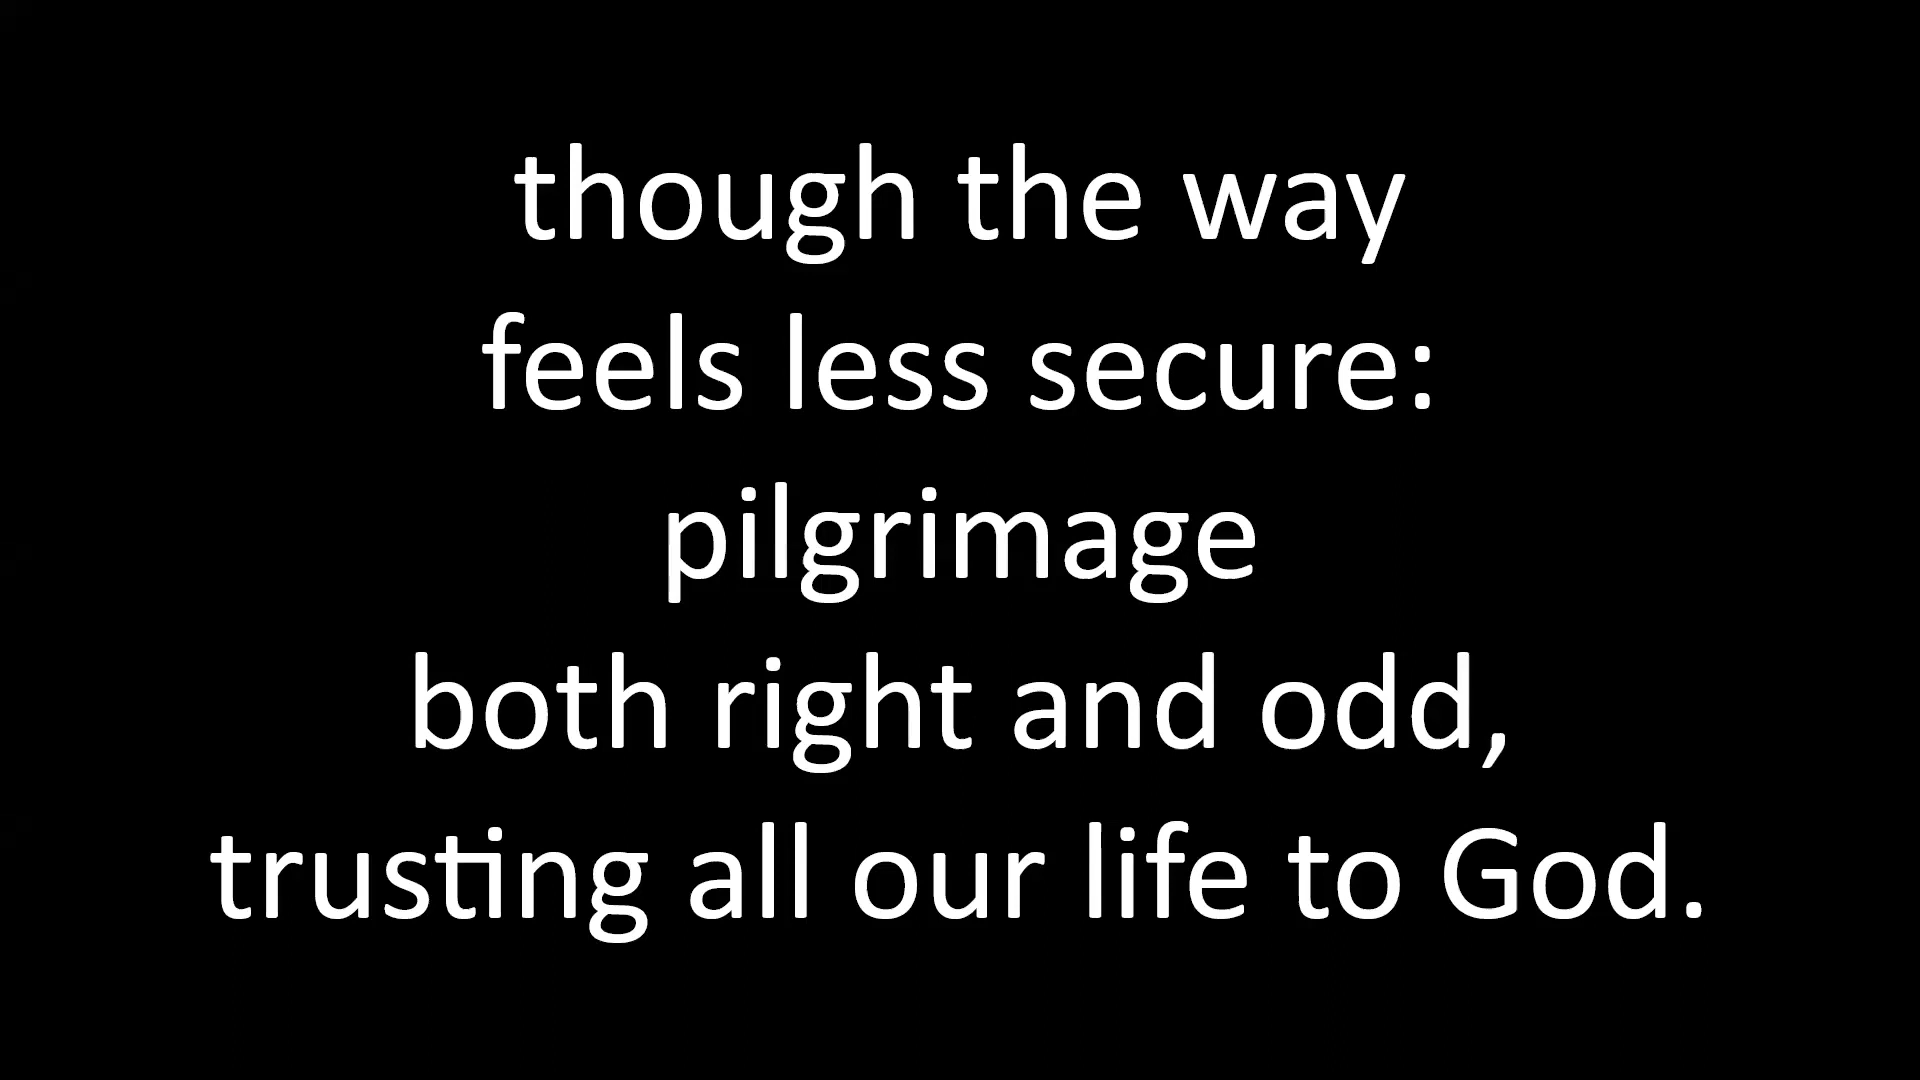 though the way
feels less secure:
pilgrimage
both right and odd,
trusting all our life to God.